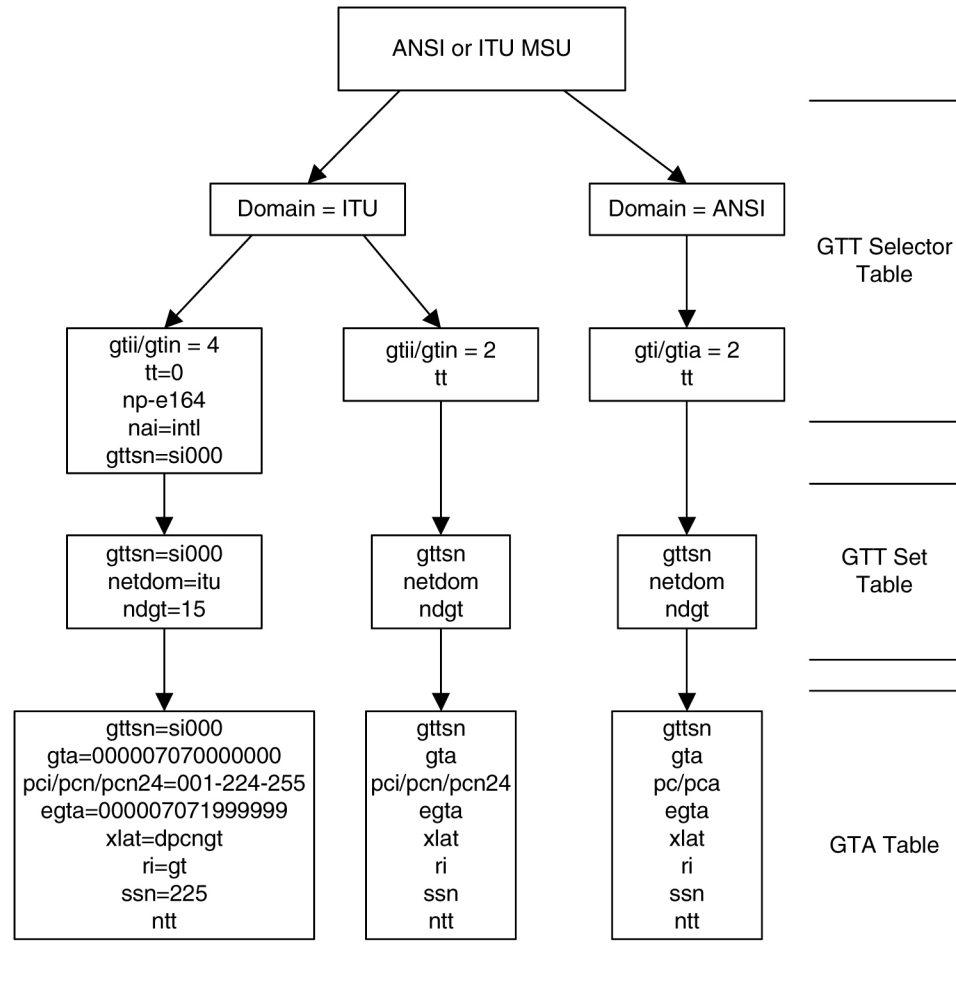 ANSI or ITU MSU
Domain = ITU
Domain = ANSI
GTT Selector
Table
gtii/gtin = 4
tt=0
np-e164
nai=intl
gttsn=si000
gtii/gtin = 2
tt
gti/gtia = 2
tt
gttsn=si000
netdom=itu
ndgt=15
gttsn
netdom
ndgt
gttsn
netdom
ndgt
GTT Set
Table
gttsn=si000
gta=000007070000000
pci/pcn/pcn24=001-224-255
egta=000007071999999
xlat=dpcngt
ri=gt
ssn=225
ntt
gttsn
gta
pci/pcn/pcn24
egta
xlat
ri
ssn
ntt
gttsn
gta
pc/pca
egta
xlat
ri
ssn
ntt
GTA Table